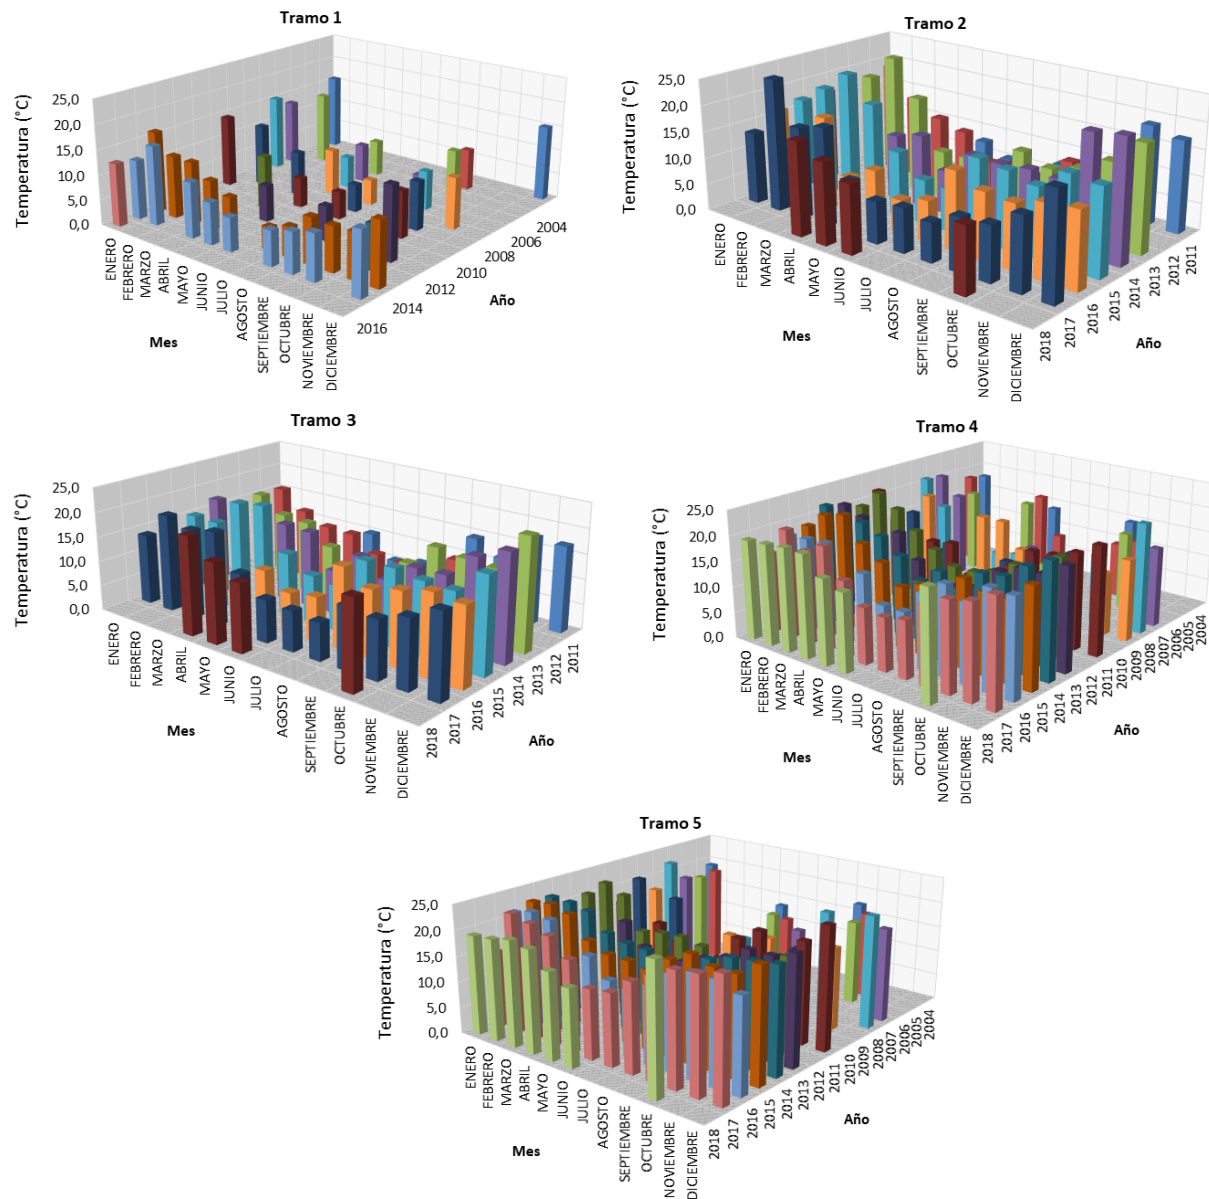 Tramo 1
Temperatura (°C)
25,0
20,0
15,0
10,0
5,0
0,0
ENERO
FEBRERO
MARZO
ABRIL
MAYO
JUNIO
JULIO
AGOSTO
SEPTIEMBRE
OCTUBRE
NOVIEMBRE
DICIEMBRE
Mes
2016
2014
2012
2010
2008
2006
2004
Año
Tramo 2
Temperatura (°C)
25,0
20,0
15,0
10,0
5,0
0,0
ENERO
FEBRERO
MARZO
ABRIL
MAYO
JUNIO
JULIO
AGOSTO
SEPTIEMBRE
OCTUBRE
NOVIEMBRE
DICIEMBRE
Mes
2018
2017
2016
2015
2014
2013
2012
2011
Año
Tramo 3
Temperatura (°C)
25,0
20,0
15,0
10,0
5,0
0,0
ENERO
FEBRERO
MARZO
ABRIL
MAYO
JUNIO
JULIO
AGOSTO
SEPTIEMBRE
OCTUBRE
NOVIEMBRE
DICIEMBRE
Mes
2018
2017
2016
2015
2014
2013
2012
2011
Año
Tramo 4
Temperatura (°C)
25,0
20,0
15,0
10,0
5,0
0,0
ENERO
FEBRERO
MARZO
ABRIL
MAYO
JUNIO
JULIO
AGOSTO
SEPTIEMBRE
OCTUBRE
NOVIEMBRE
DICIEMBRE
Mes
2018
2017
2016
2015
2014
2013
2012
2011
2010
2009
2008
2007
2006
2005
2004
Año
Tramo 5
Temperatura (°C)
25,0
20,0
15,0
10,0
5,0
0,0
ENERO
FEBRERO
MARZO
ABRIL
MAYO
JUNIO
JULIO
AGOSTO
SEPTIEMBRE
OCTUBRE
NOVIEMBRE
DICIEMBRE
Mes
2018
2017
2016
2015
2014
2013
2012
2011
2010
2009
2008
2007
2006
2005
2004
Año